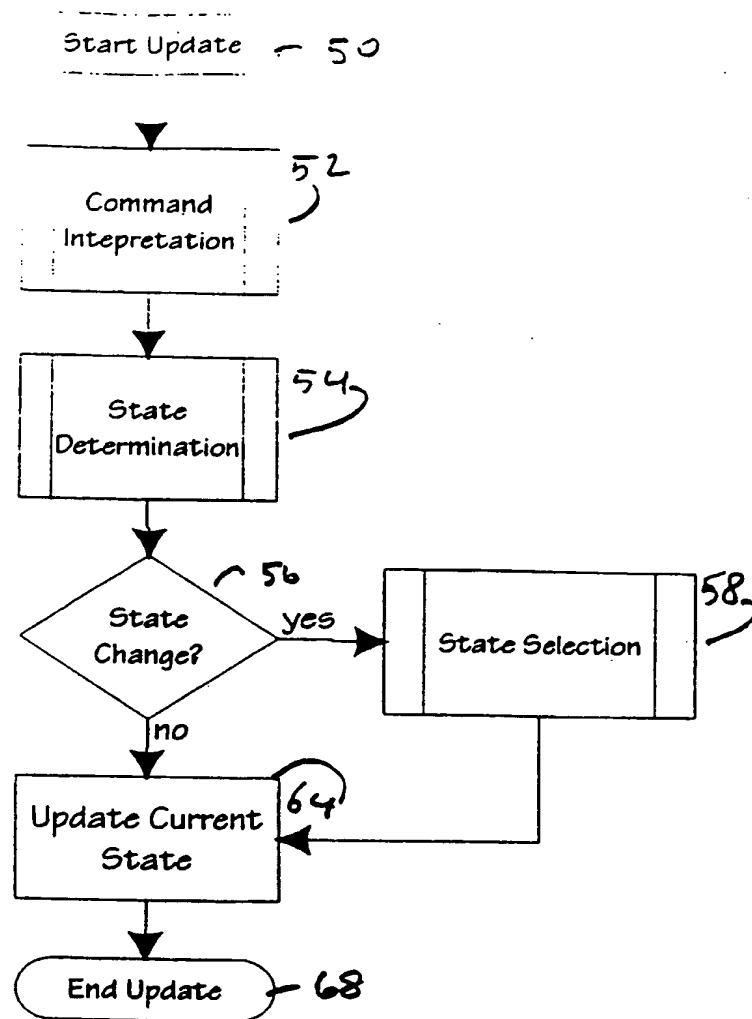 Start Update
50
52
Command
Intepretation
54
State
Determination
56
State
Change?
yes
58
State Selection
no
64
Update Current
State
End Update
68